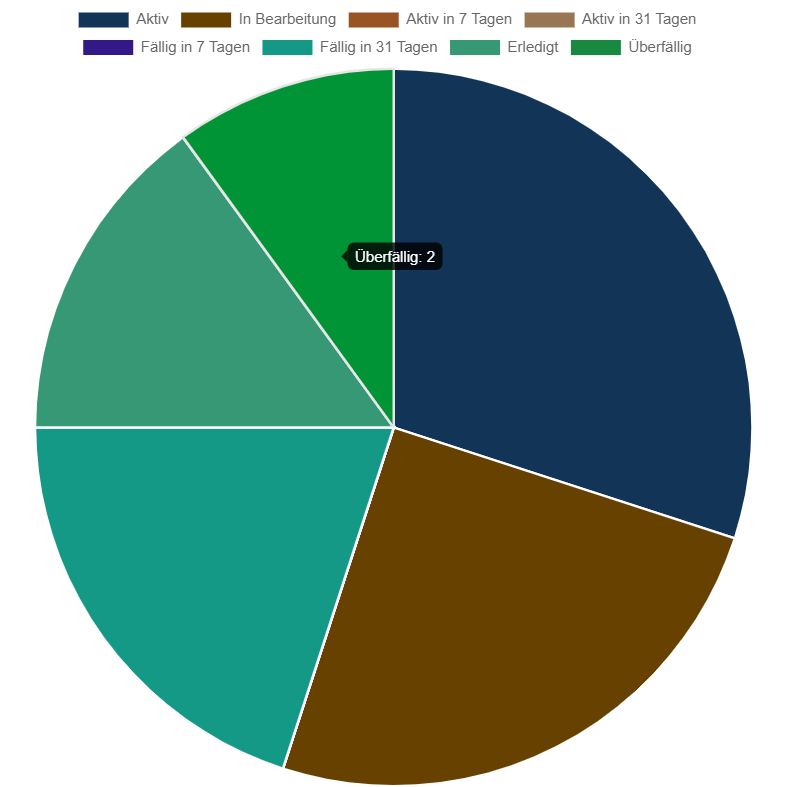 Aktiv In Bearbeitung Aktiv in 7 Tagen Aktiv in 31 Tagen
Fällig in 7 Tagen Fällig in 31 Tagen Erledigt Überfällig
Überfällig: 2